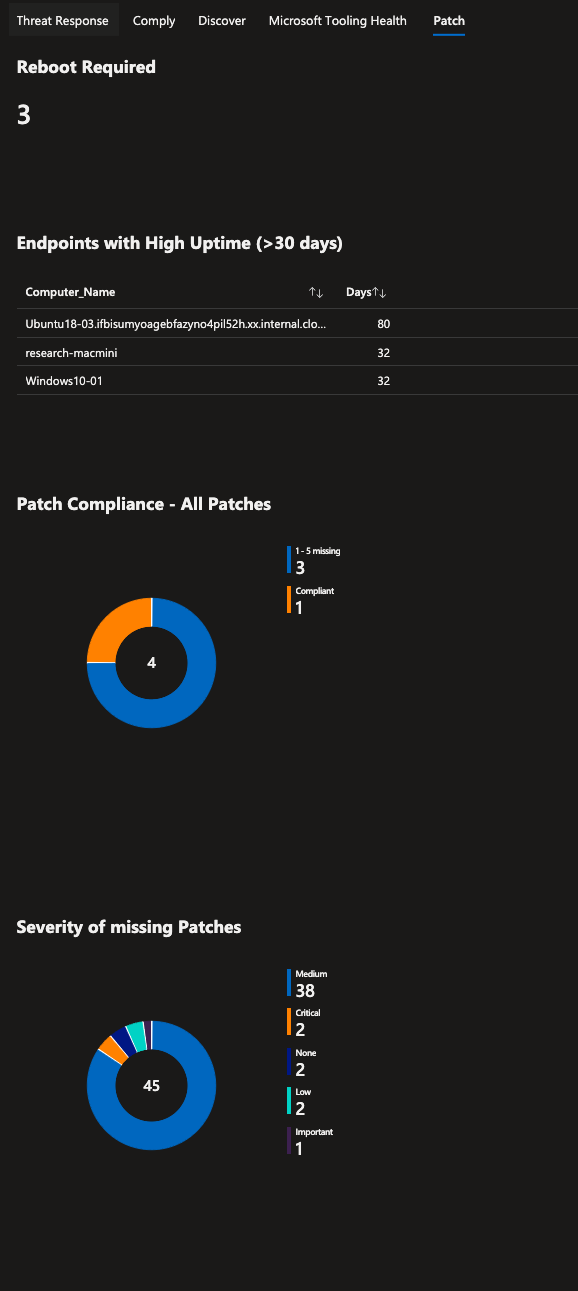 Threat Response Comply Discover Microsoft Tooling Health Patch
Reboot Required
3
Endpoints with High Uptime (>30 days)
Computer_Name ↑↓ Days↑↓
Ubuntu18-03.ifbisumyoagebfazyno4pil52h.xx.internal.clo... 80
research-macmini 32
Windows10-01 32
Patch Compliance - All Patches
1 - 5 missing
3
Compliant
1
4
Severity of missing Patches
Medium
38
Critical
2
None
2
Low
2
Important
1
45